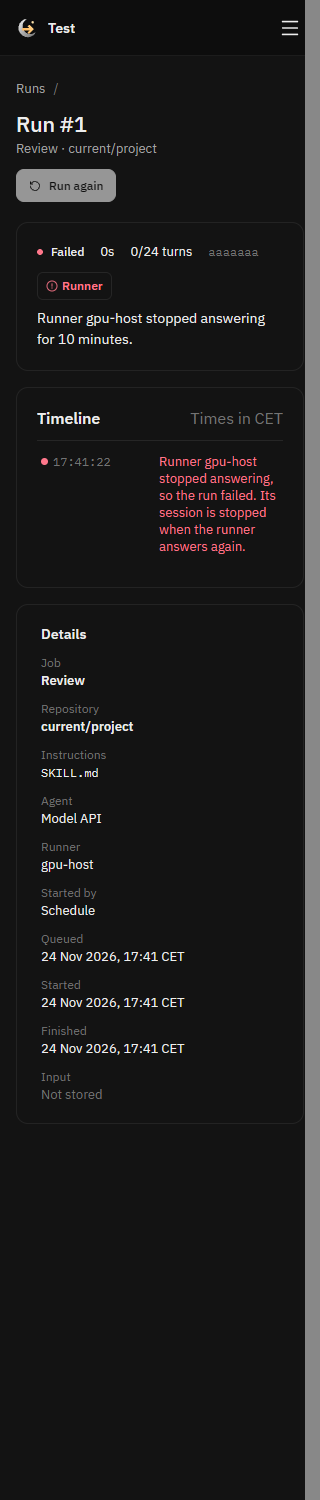 Test
Runs /
Run #1
Review · current/project
Run again
Failed 0s 0/24 turns aaaaaaa
Runner
Runner gpu-host stopped answering
for 10 minutes.
Timeline Times in CET
17:41:22 Runner gpu-host
stopped answering,
so the run failed. Its
session is stopped
when the runner
answers again.
Details
Job
Review
Repository
current/project
Instructions
SKILL.md
Agent
Model API
Runner
gpu-host
Started by
Schedule
Queued
24 Nov 2026, 17:41 CET
Started
24 Nov 2026, 17:41 CET
Finished
24 Nov 2026, 17:41 CET
Input
Not stored